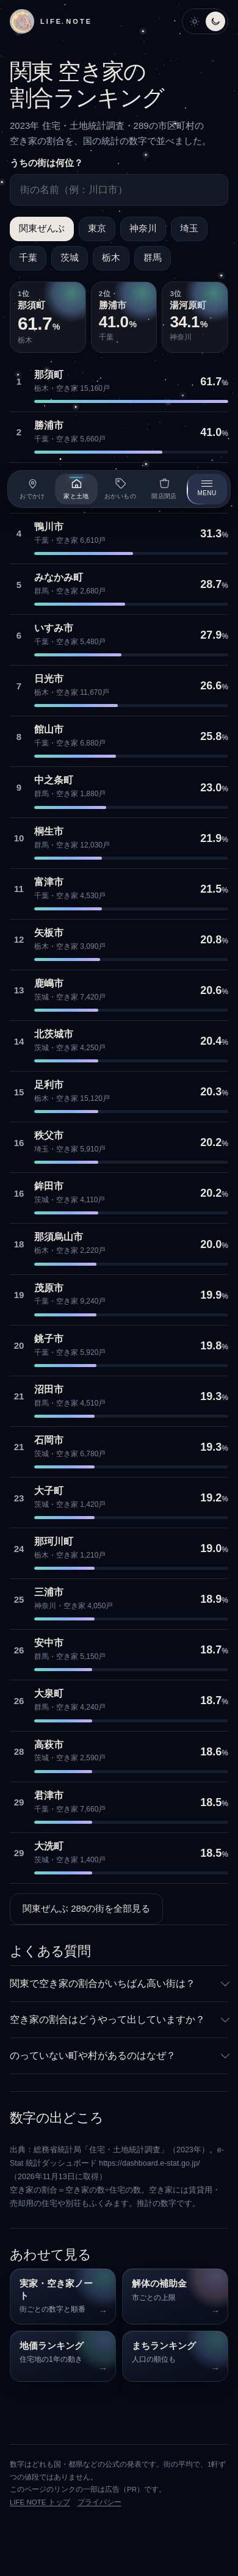 LIFE.NOTE
関東 空き家の
割合ランキング
2023年 住宅・土地統計調査・289の市区町村の
空き家の割合を、国の統計の数字で並べました。
うちの街は何位？
街の名前（例：川口市）
関東ぜんぶ
東京
神奈川
埼玉
千葉
茨城
栃木
群馬
1位
那須町
61.7%
栃木
2位
勝浦市
41.0%
千葉
3位
湯河原町
34.1%
神奈川
1
那須町
栃木・空き家 15,160戸
61.7%
2
勝浦市
千葉・空き家 5,660戸
41.0%
おでかけ
家と土地
おかいもの
開店閉店
MENU
4
鴨川市
千葉・空き家 6,610戸
31.3%
5
みなかみ町
群馬・空き家 2,680戸
28.7%
6
いすみ市
千葉・空き家 5,480戸
27.9%
7
日光市
栃木・空き家 11,670戸
26.6%
8
館山市
千葉・空き家 6,880戸
25.8%
9
中之条町
群馬・空き家 1,880戸
23.0%
10
桐生市
群馬・空き家 12,030戸
21.9%
11
富津市
千葉・空き家 4,530戸
21.5%
12
矢板市
栃木・空き家 3,090戸
20.8%
13
鹿嶋市
茨城・空き家 7,420戸
20.6%
14
北茨城市
茨城・空き家 4,250戸
20.4%
15
足利市
栃木・空き家 15,120戸
20.3%
16
秩父市
埼玉・空き家 5,910戸
20.2%
16
鉾田市
茨城・空き家 4,110戸
20.2%
18
那須烏山市
栃木・空き家 2,220戸
20.0%
19
茂原市
千葉・空き家 9,240戸
19.9%
20
銚子市
千葉・空き家 5,920戸
19.8%
21
沼田市
群馬・空き家 4,510戸
19.3%
21
石岡市
茨城・空き家 6,780戸
19.3%
23
大子町
茨城・空き家 1,420戸
19.2%
24
那珂川町
栃木・空き家 1,210戸
19.0%
25
三浦市
神奈川・空き家 4,050戸
18.9%
26
安中市
群馬・空き家 5,150戸
18.7%
26
大泉町
群馬・空き家 4,240戸
18.7%
28
高萩市
茨城・空き家 2,590戸
18.6%
29
君津市
千葉・空き家 7,660戸
18.5%
29
大洗町
茨城・空き家 1,400戸
18.5%
関東ぜんぶ 289の街を全部見る
よくある質問
関東で空き家の割合がいちばん高い街は？
空き家の割合はどうやって出していますか？
のっていない町や村があるのはなぜ？
数字の出どころ
出典：総務省統計局「住宅・土地統計調査」（2023年）。e-
Stat 統計ダッシュボード https://dashboard.e-stat.go.jp/
（2026年11月13日に取得）
空き家の割合＝空き家の数÷住宅の数。空き家には賃貸用・
売却用の住宅や別荘もふくみます。推計の数字です。
あわせて見る
実家・空き家ノー
ト
街ごとの数字と順番
→
解体の補助金
市ごとの上限
→
地価ランキング
住宅地の1年の動き
→
まちランキング
人口の順位も
→
数字はどれも国・都県などの公式の発表です。街の平均で、1軒ず
つの値段ではありません。
このページのリンクの一部は広告（PR）です。
LIFE NOTE トップ
プライバシー